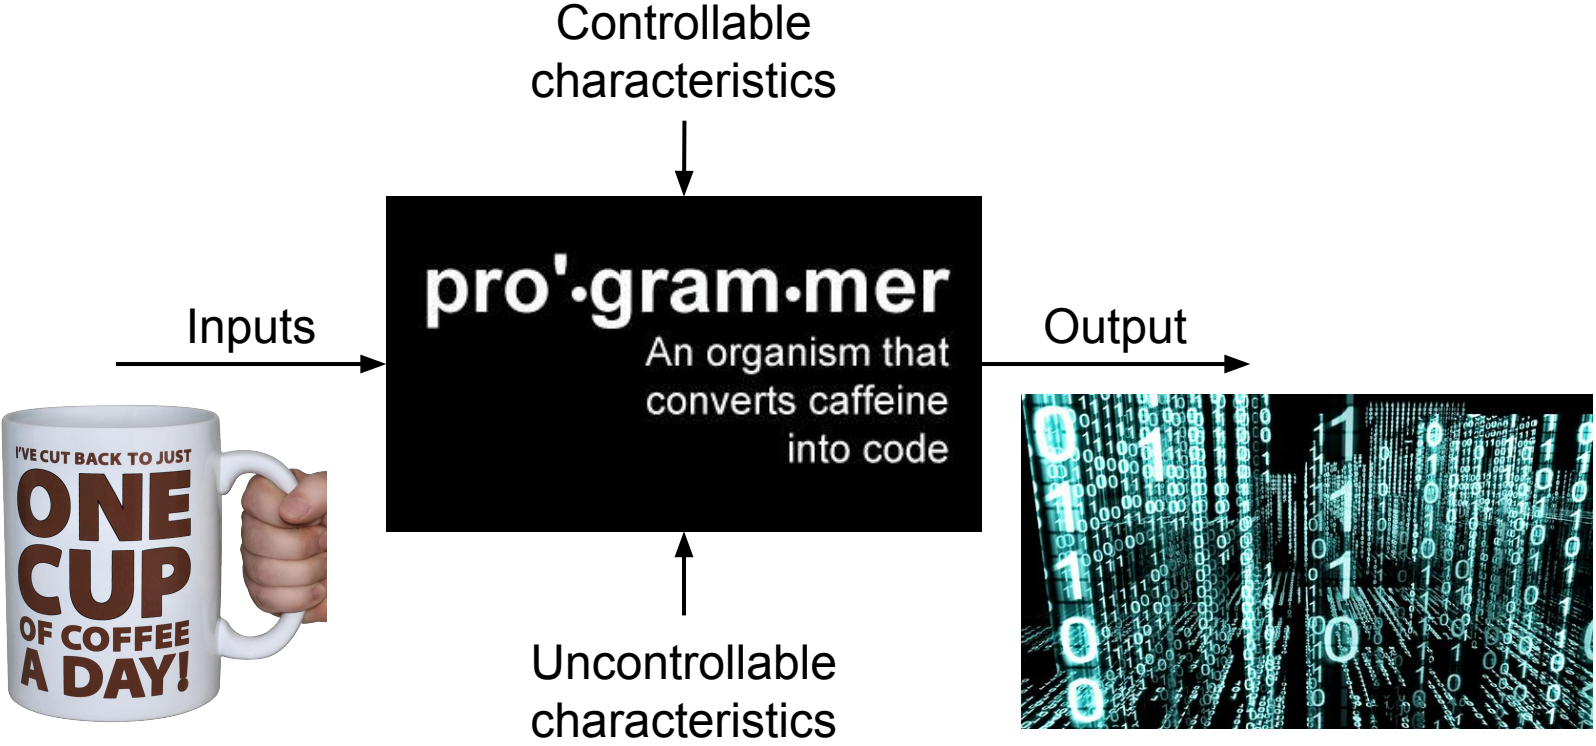 Controllable
characteristics
pro'·gram·mer
An organism that
converts caffeine
into code
Inputs
Output
I'VE CUT BACK TO JUST
ONE
CUP
OF COFFEE
A DAY!
Uncontrollable
characteristics